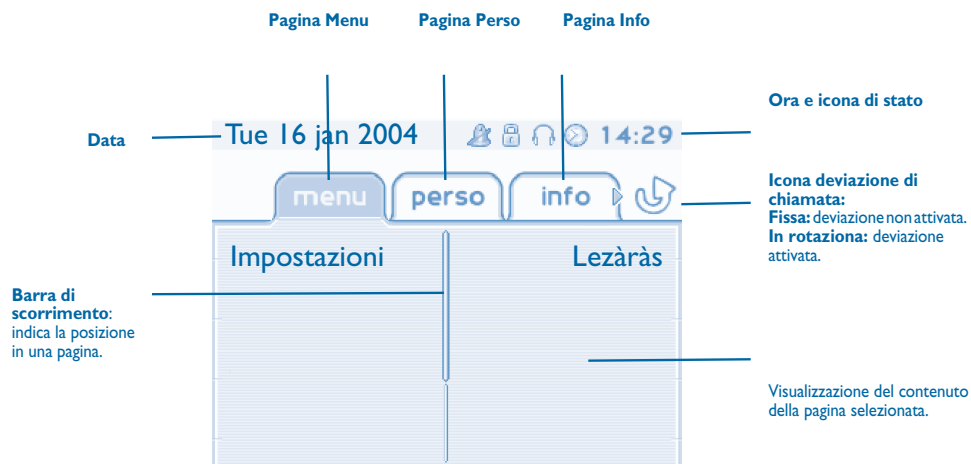 Pagina Menu
Pagina Perso
Pagina Info
Ora e icona di stato
Data
Tue 16 jan 2004
14:29
menu
perso
info
Icona deviazione di
chiamata:
Fissa: deviazione non attivata.
In rotaziona: deviazione
attivata.
Impostazioni
Lezàràs
Barra di
scorrimento:
indica la posizione
in una pagina.
Visualizzazione del contenuto
della pagina selezionata.